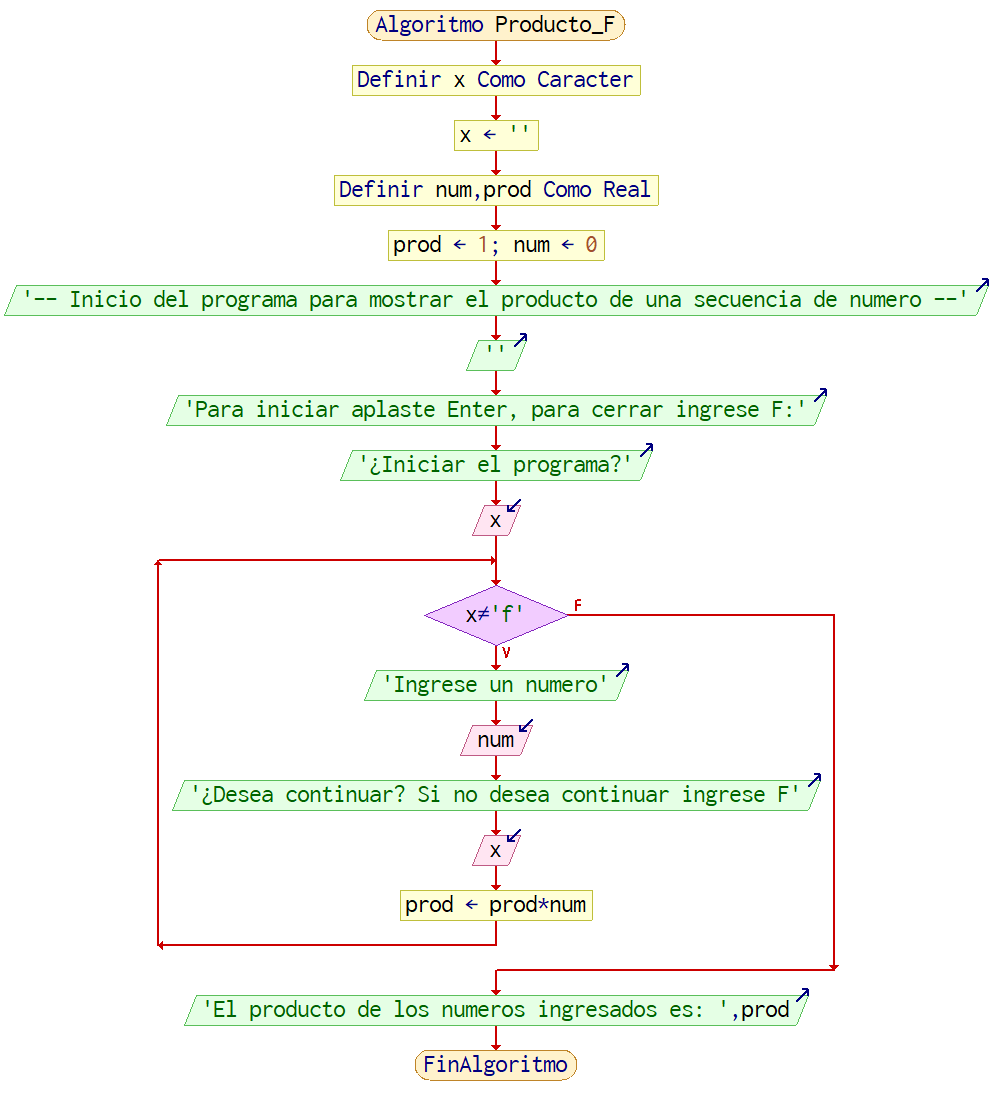 Algoritmo Producto_F
Definir x Como Caracter
x ← ''
Definir num,prod Como Real
prod ← 1; num ← 0
'-- Inicio del programa para mostrar el producto de una secuencia de numero --'
''
'Para iniciar aplaste Enter, para cerrar ingrese F:'
'¿Iniciar el programa?'
x
x≠'f'
F
V
'Ingrese un numero'
num
'¿Desea continuar? Si no desea continuar ingrese F'
x
prod ← prod*num
'El producto de los numeros ingresados es: ',prod
FinAlgoritmo